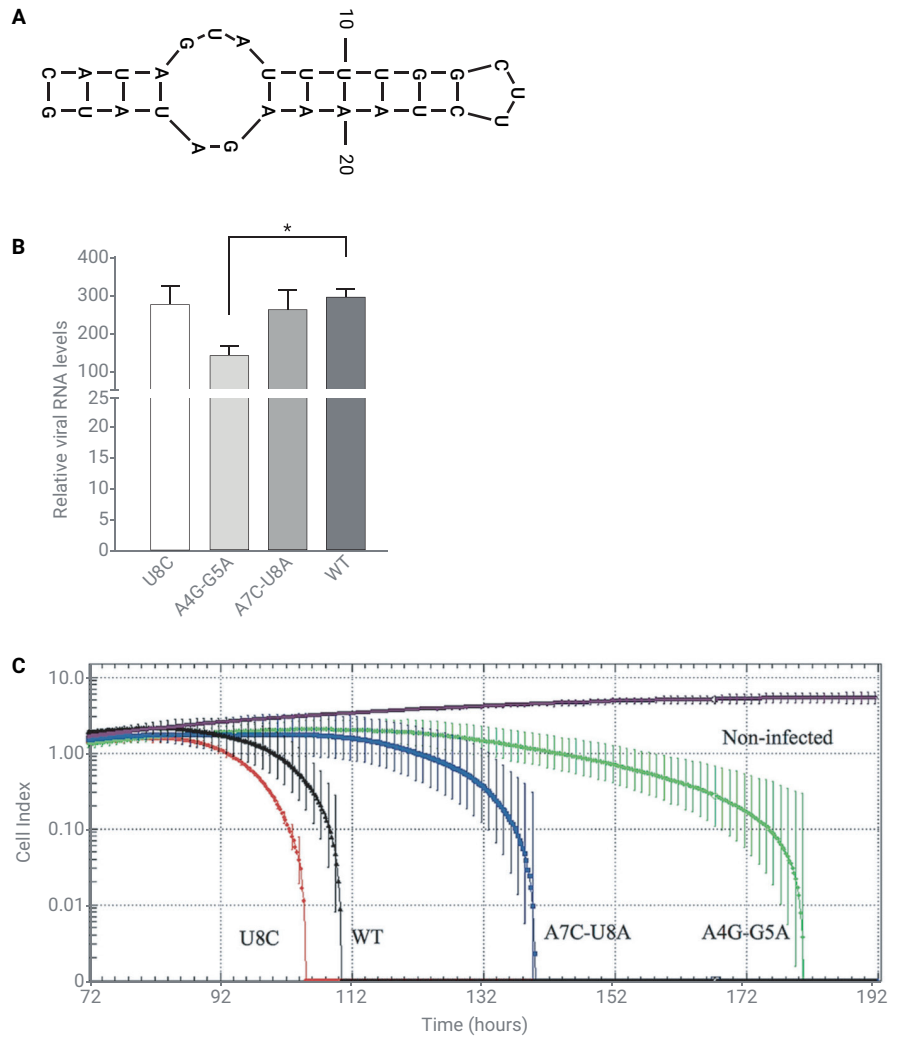 A
10
G U A
C A U A U U U U G G C
U
G U A U A A A A U C U
A G
20
B
*
400
300
200
100
25
20
15
10
5
0
Relative viral RNA levels
U8C
A4G-G5A
A7C-U8A
WT
C
10.0
1.00
0.10
0.01
0
Cell Index
Non-infected
U8C
WT
A7C-U8A
A4G-G5A
72 92 112 132 152 172 192
Time (hours)